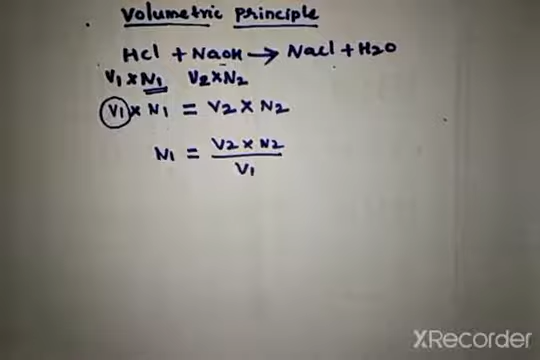 Volumetric principle
Hcl + NaOH → Nacl + H2O
V1 × N1 V2 × N2
V1 × N1 = V2 × N2
N1 = V2 × N2 / V1
XRecorder